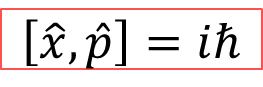 [x̂, p̂] = iħ